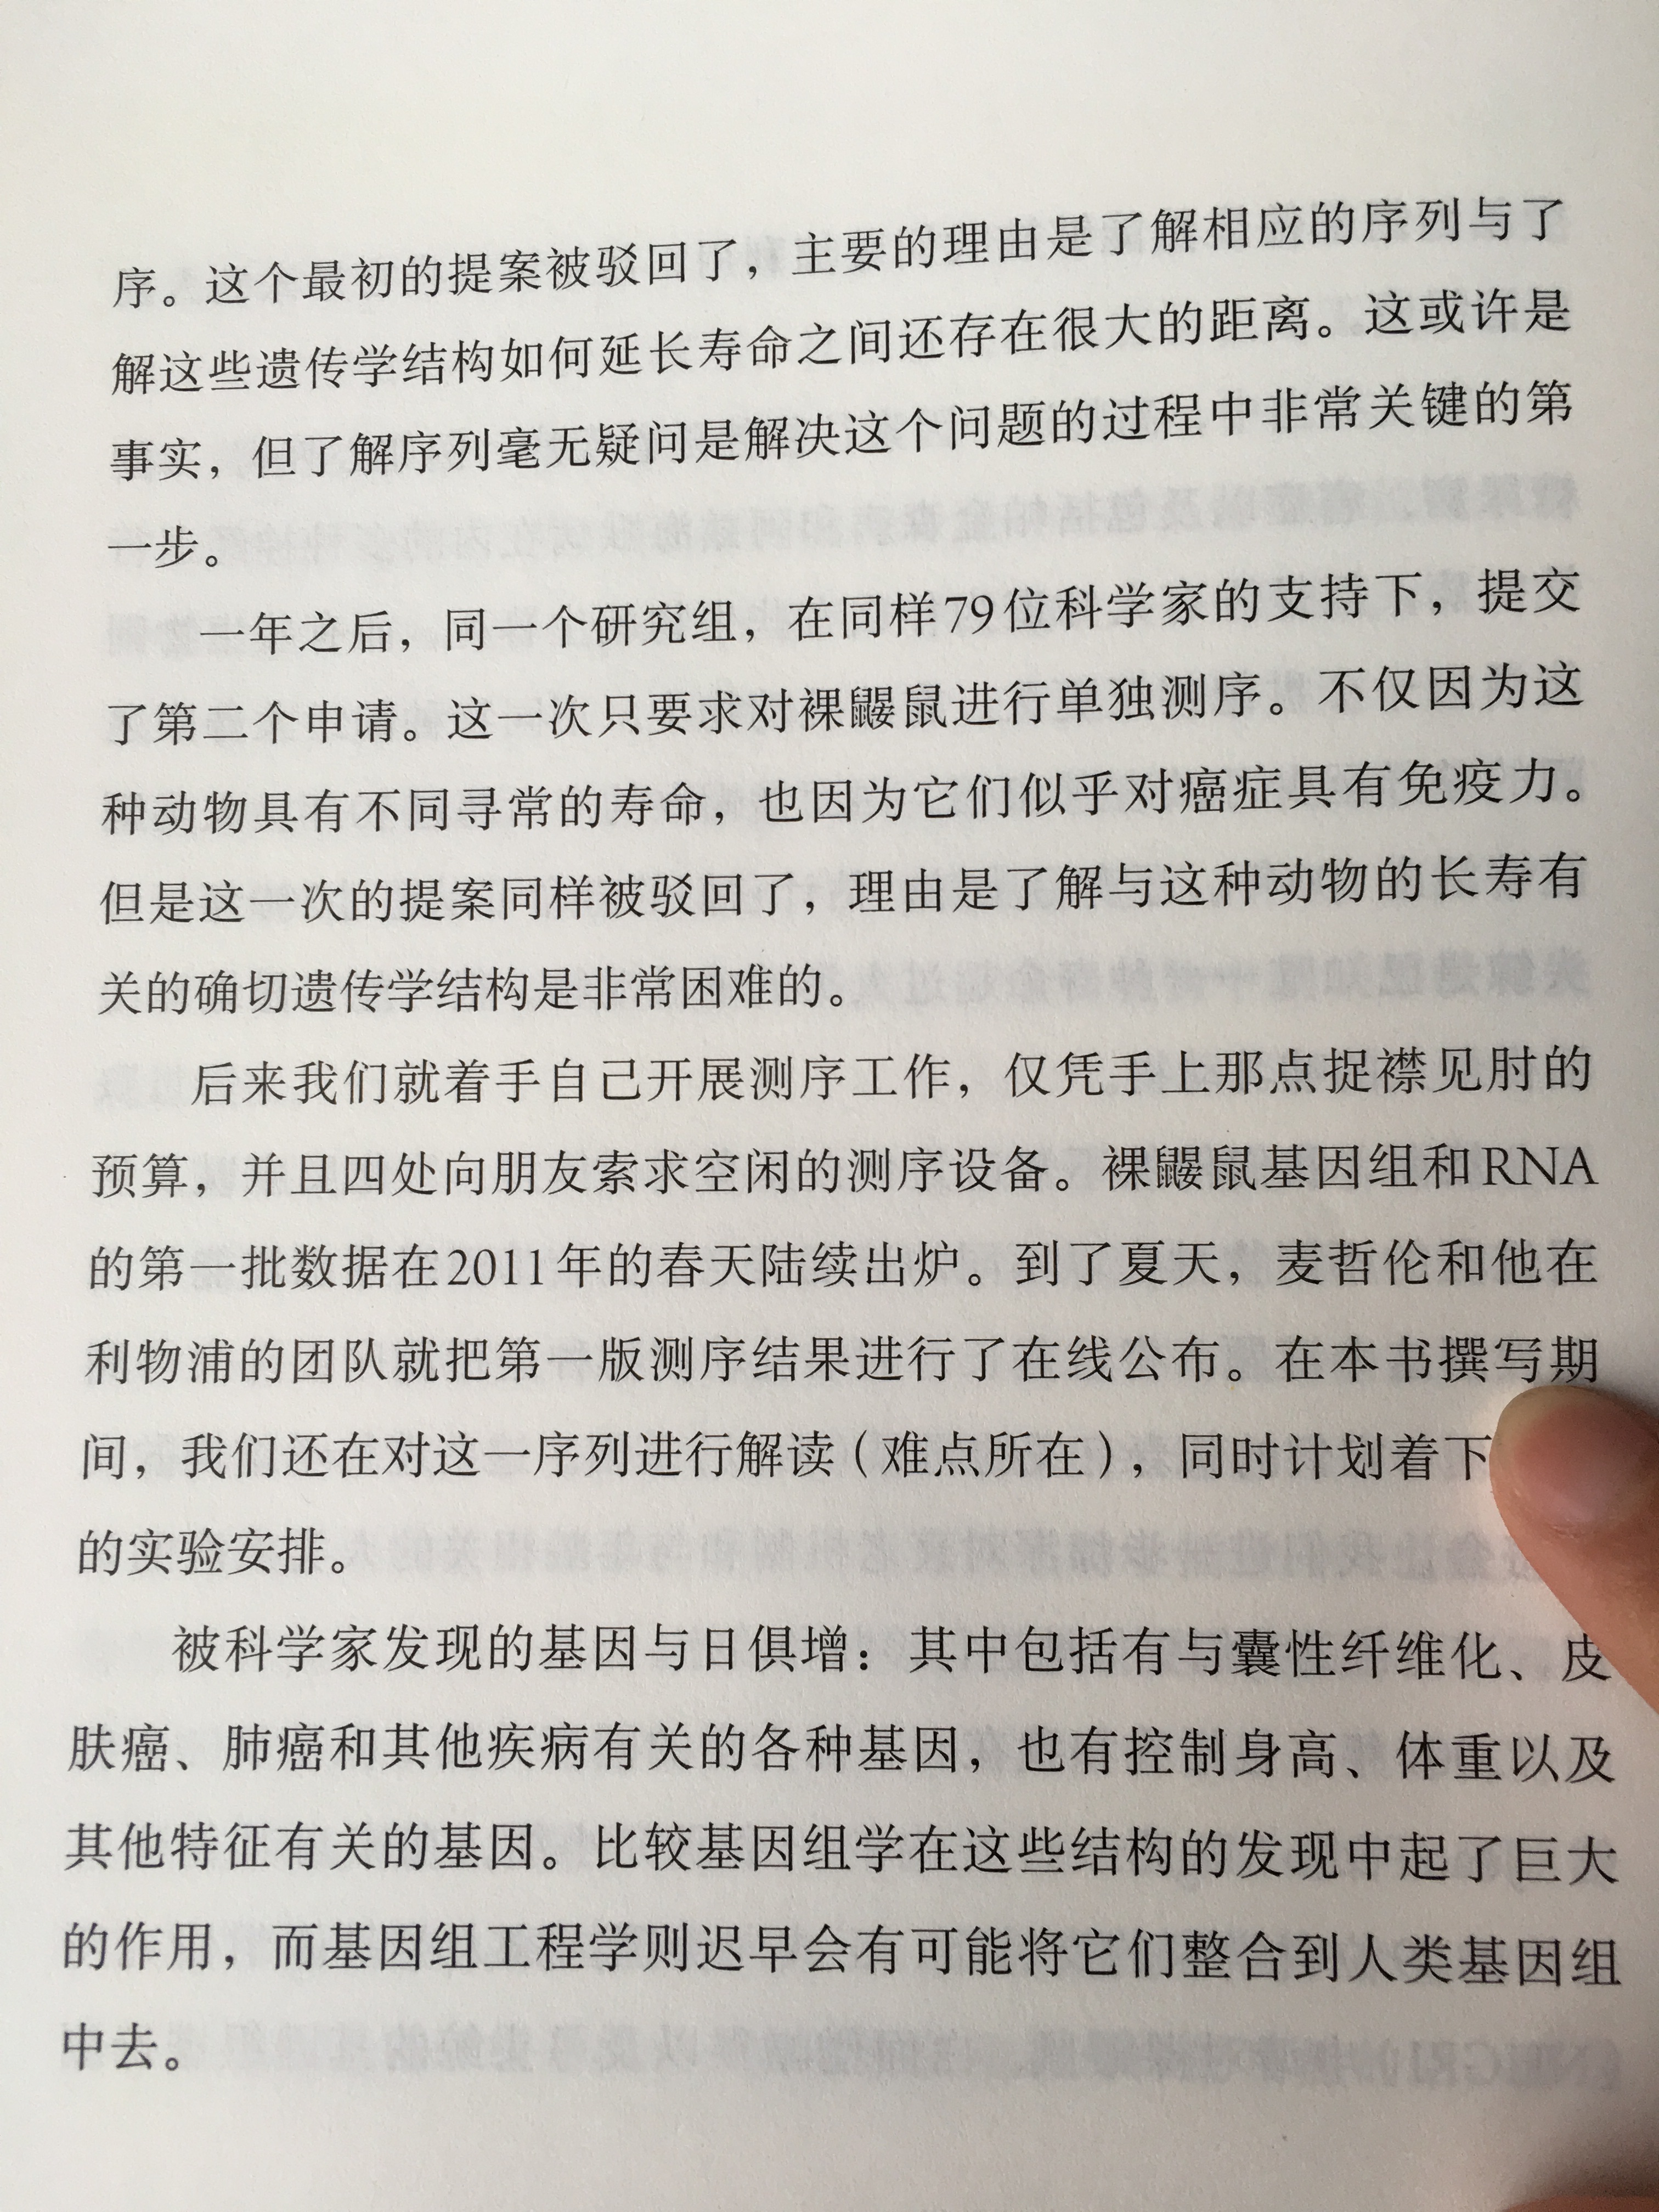 序。这个最初的提案被驳回了，主要的理由是了解相应的序列与了
解这些遗传学结构如何延长寿命之间还存在很大的距离。这或许是
事实，但了解序列毫无疑问是解决这个问题的过程中非常关键的第
一步。
一年之后，同一个研究组，在同样79位科学家的支持下，提交
了第二个申请。这一次只要求对裸鼹鼠进行单独测序。不仅因为这
种动物具有不同寻常的寿命，也因为它们似乎对癌症具有免疫力。
但是这一次的提案同样被驳回了，理由是了解与这种动物的长寿有
关的确切遗传学结构是非常困难的。
后来我们就着手自己开展测序工作，仅凭手上那点捉襟见肘的
预算，并且四处向朋友索求空闲的测序设备。裸鼹鼠基因组和RNA
的第一批数据在2011年的春天陆续出炉。到了夏天，麦哲伦和他在
利物浦的团队就把第一版测序结果进行了在线公布。在本书撰写期
间，我们还在对这一序列进行解读（难点所在），同时计划着下
的实验安排。
被科学家发现的基因与日俱增：其中包括有与囊性纤维化、皮
肤癌、肺癌和其他疾病有关的各种基因，也有控制身高、体重以及
其他特征有关的基因。比较基因组学在这些结构的发现中起了巨大
的作用，而基因组工程学则迟早会有可能将它们整合到人类基因组
中去。